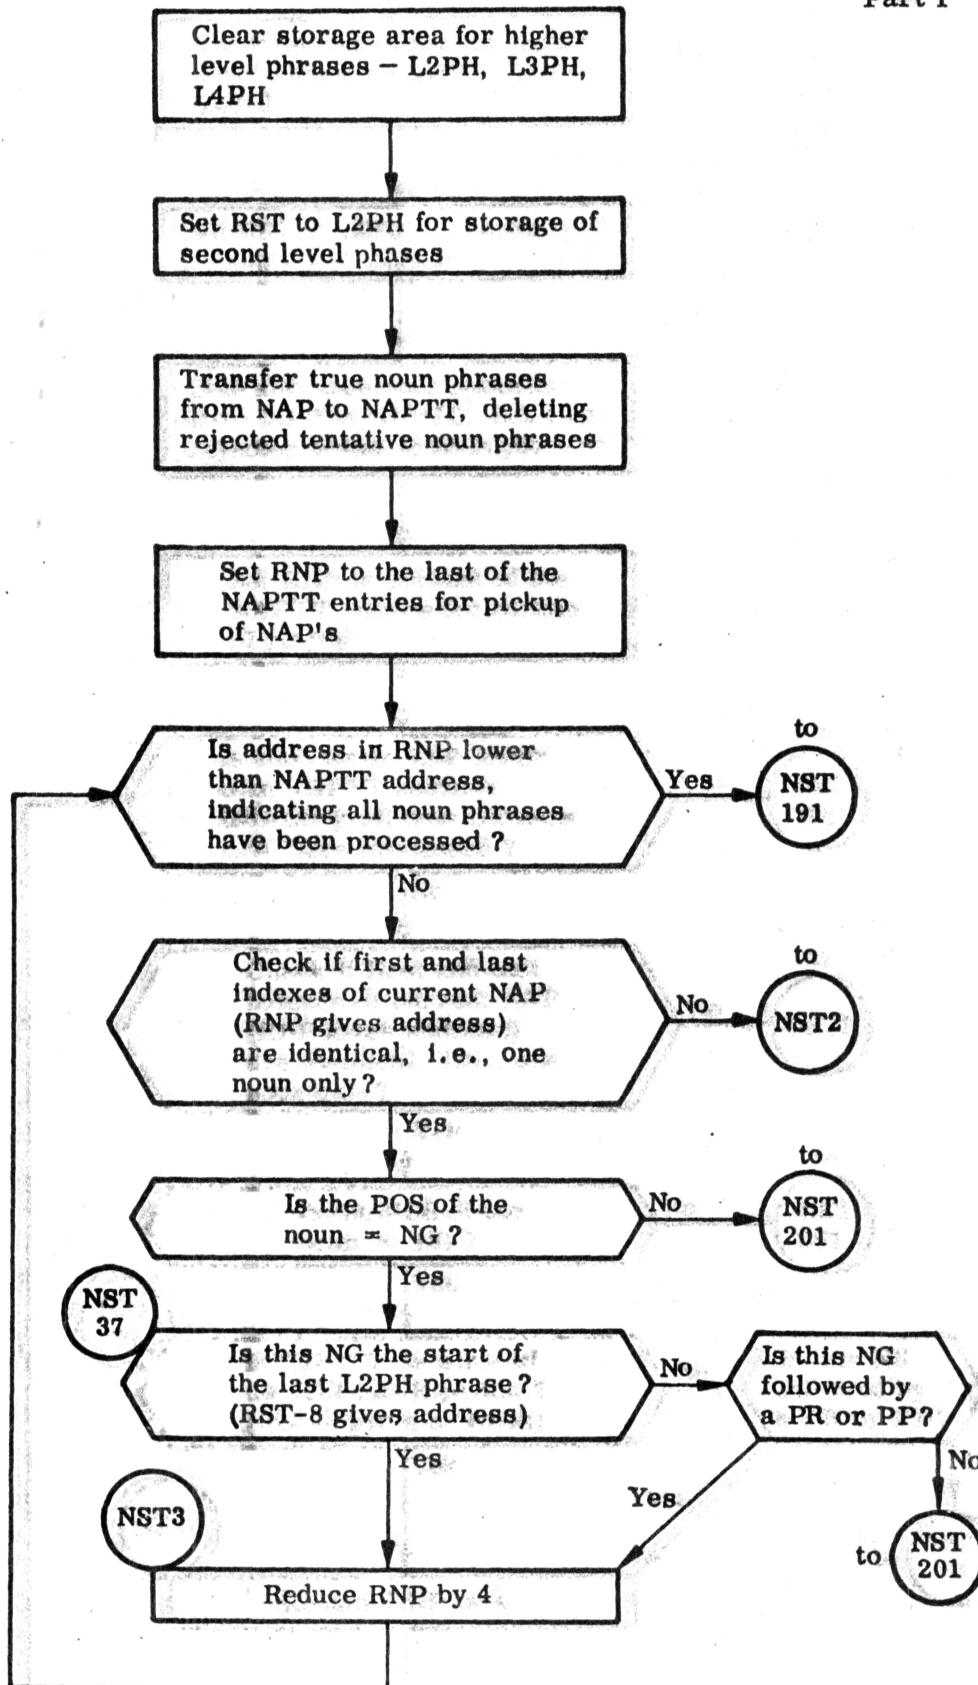 Part I
Clear storage area for higher
level phrases — L2PH, L3PH,
L4PH
Set RST to L2PH for storage of
second level phases
Transfer true noun phrases
from NAP to NAPTT, deleting
rejected tentative noun phrases
Set RNP to the last of the
NAPTT entries for pickup
of NAP's
Is address in RNP lower
than NAPTT address,
indicating all noun phrases
have been processed ?
Yes
to
NST
191
No
Check if first and last
indexes of current NAP
(RNP gives address)
are identical, i.e., one
noun only ?
No
to
NST2
Yes
Is the POS of the
noun = NG ?
No
to
NST
201
Yes
NST
37
Is this NG the start of
the last L2PH phrase?
(RST-8 gives address)
No
Is this NG
followed by
a PR or PP?
Yes
Yes
No
to
NST
201
NST3
Reduce RNP by 4